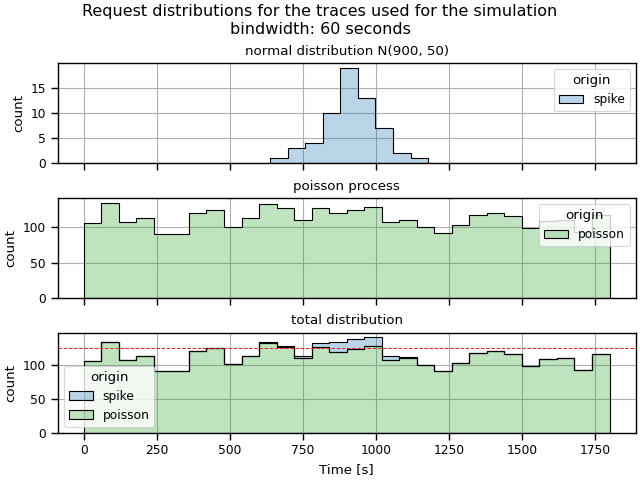 Request distributions for the traces used for the simulation
bindwidth: 60 seconds
normal distribution N(900, 50)
count
15
10
5
0
origin
spike
poisson process
count
100
50
0
origin
poisson
total distribution
count
100
50
0
origin
spike
poisson
0 250 500 750 1000 1250 1500 1750
Time [s]